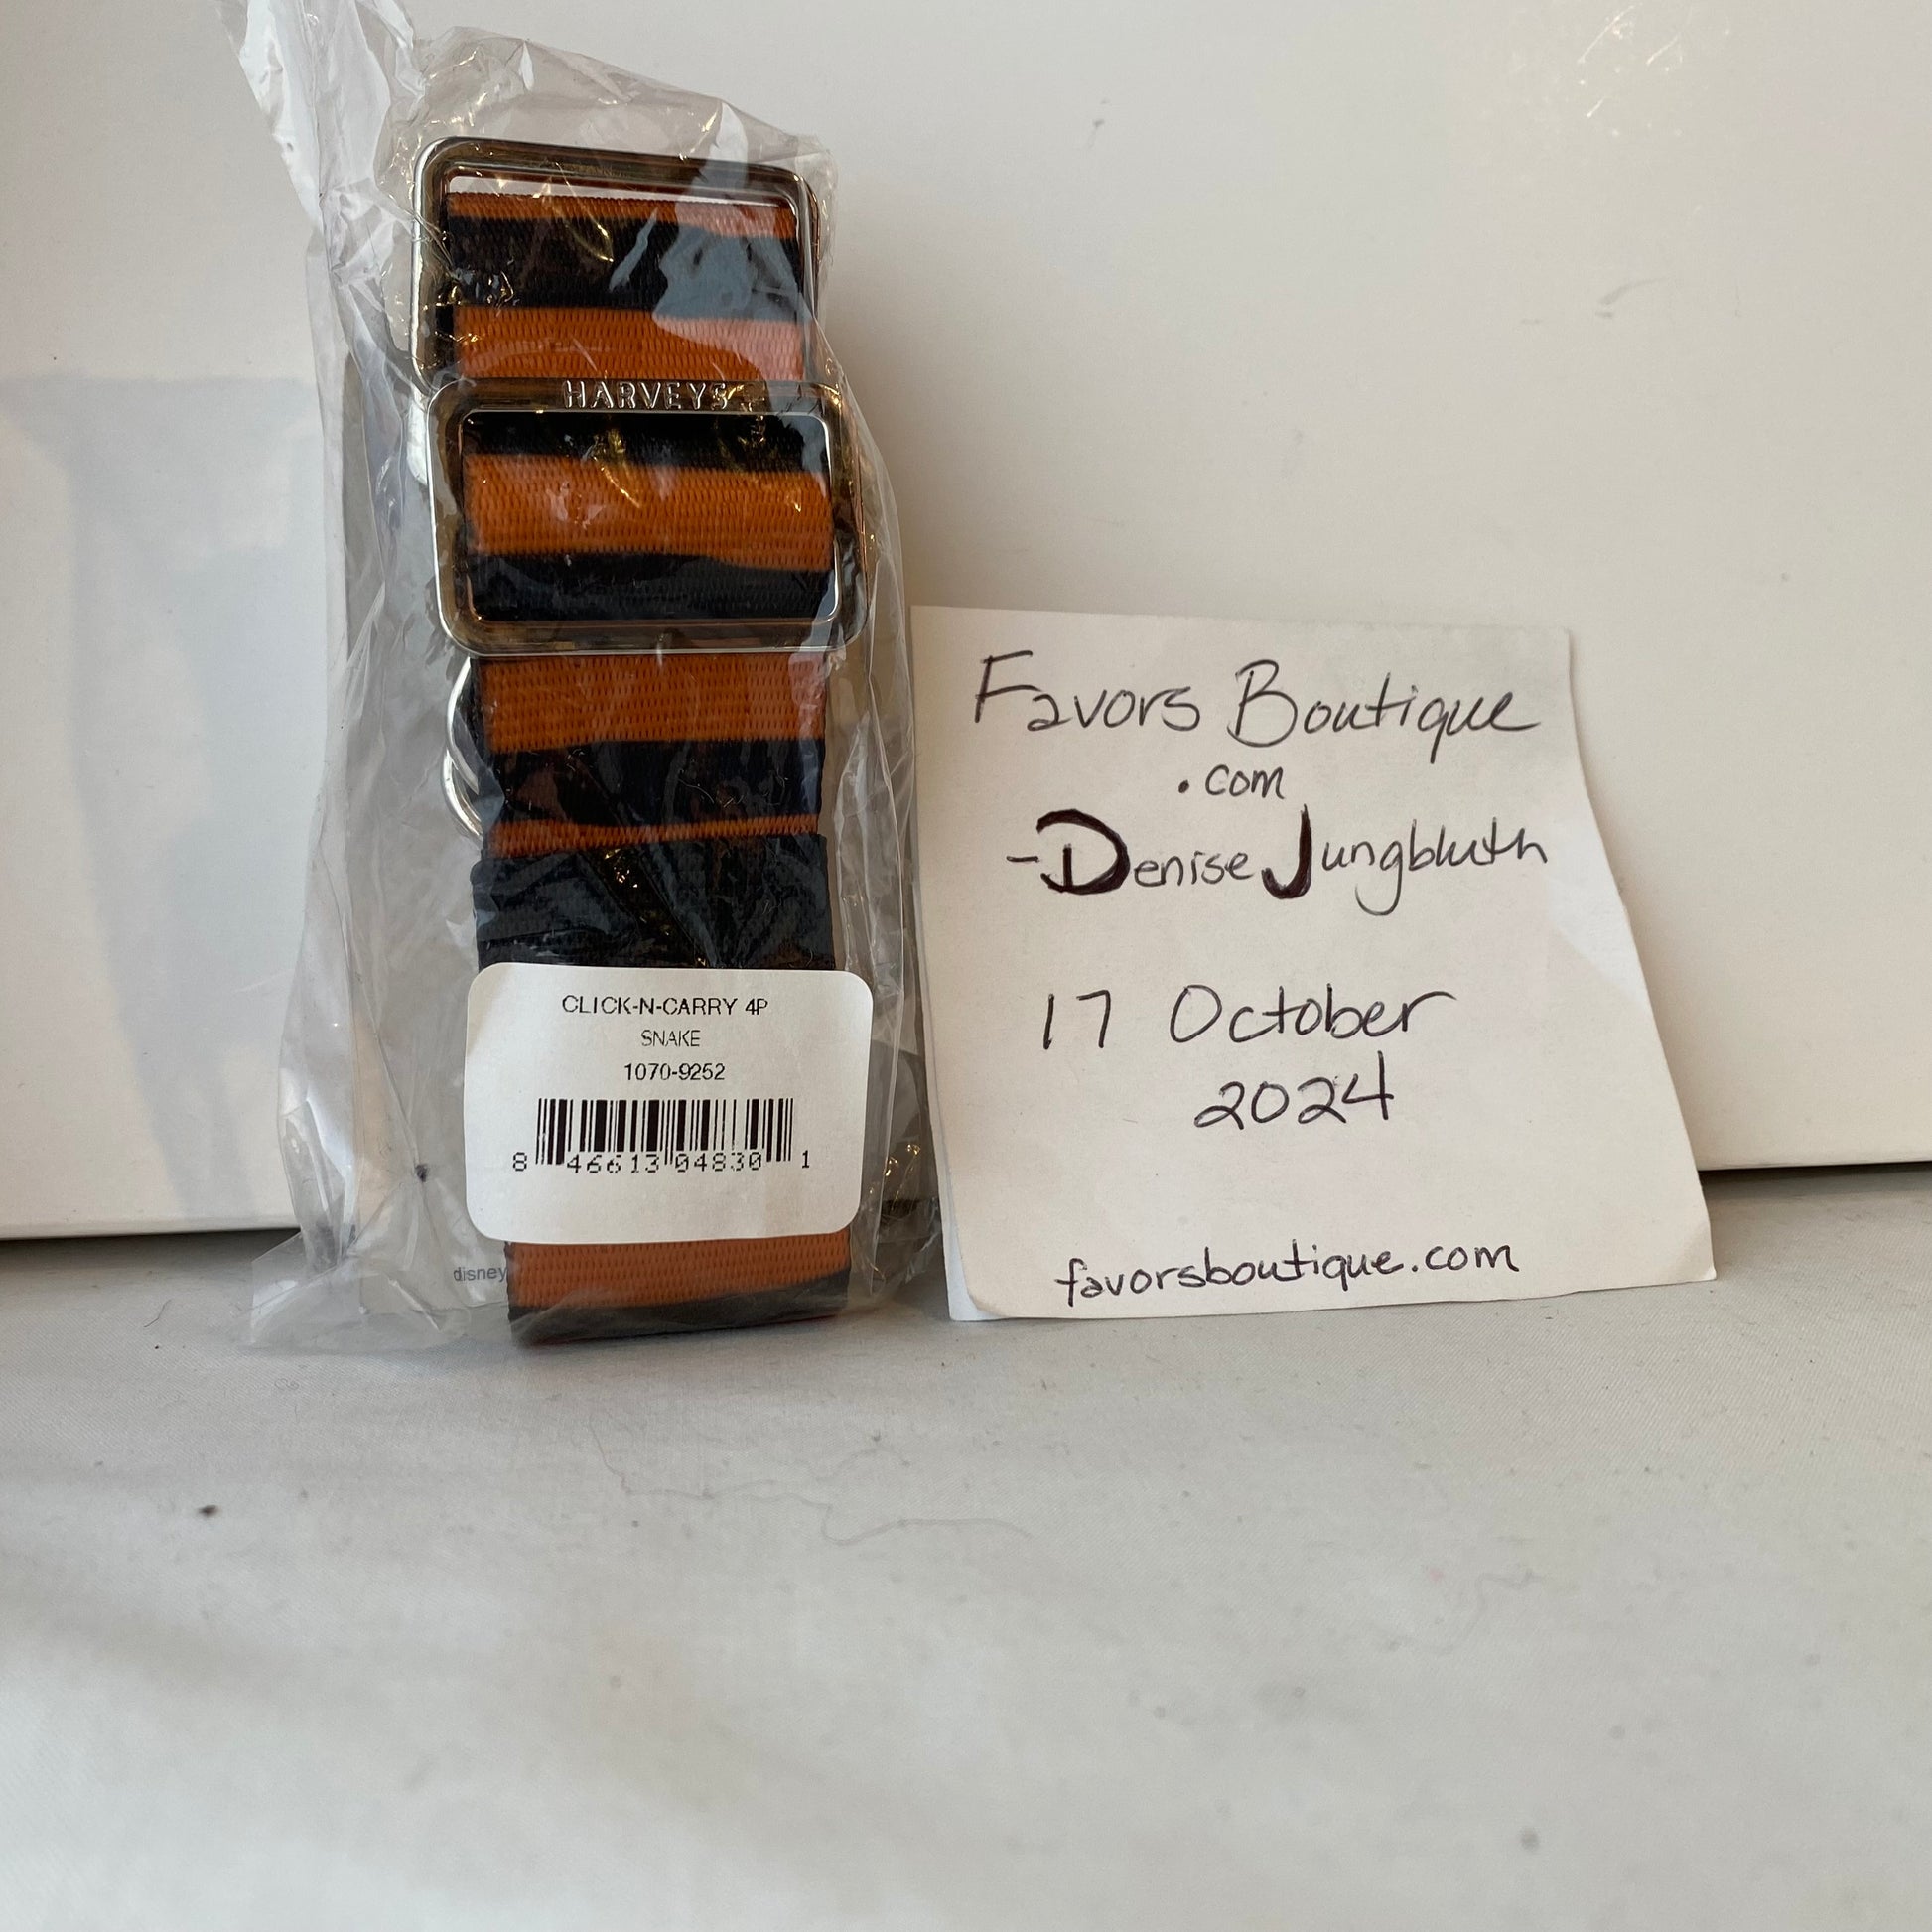 HARVEYS
CLICK-N-CARRY 4P
SNAKE
1070-9252
8 46613 04830 1
disney
Favors Boutique
.com
-Denise Jungbluth
17 October
2024
favorsboutique.com